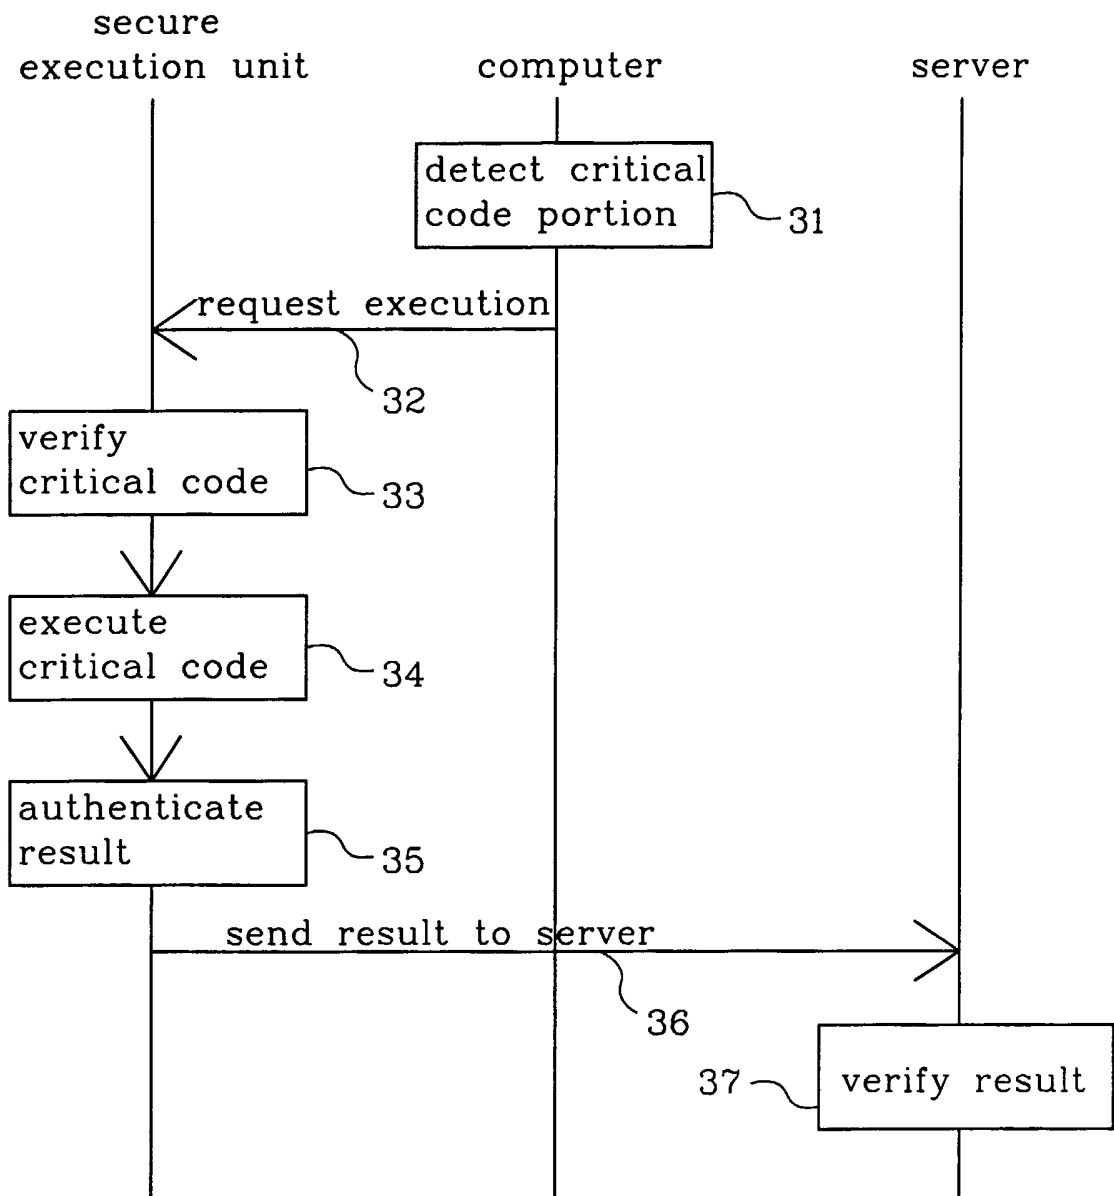 secure
execution unit
computer
server
detect critical
code portion
31
request execution
32
verify
critical code
33
execute
critical code
34
authenticate
result
35
send result to server
36
37
verify result